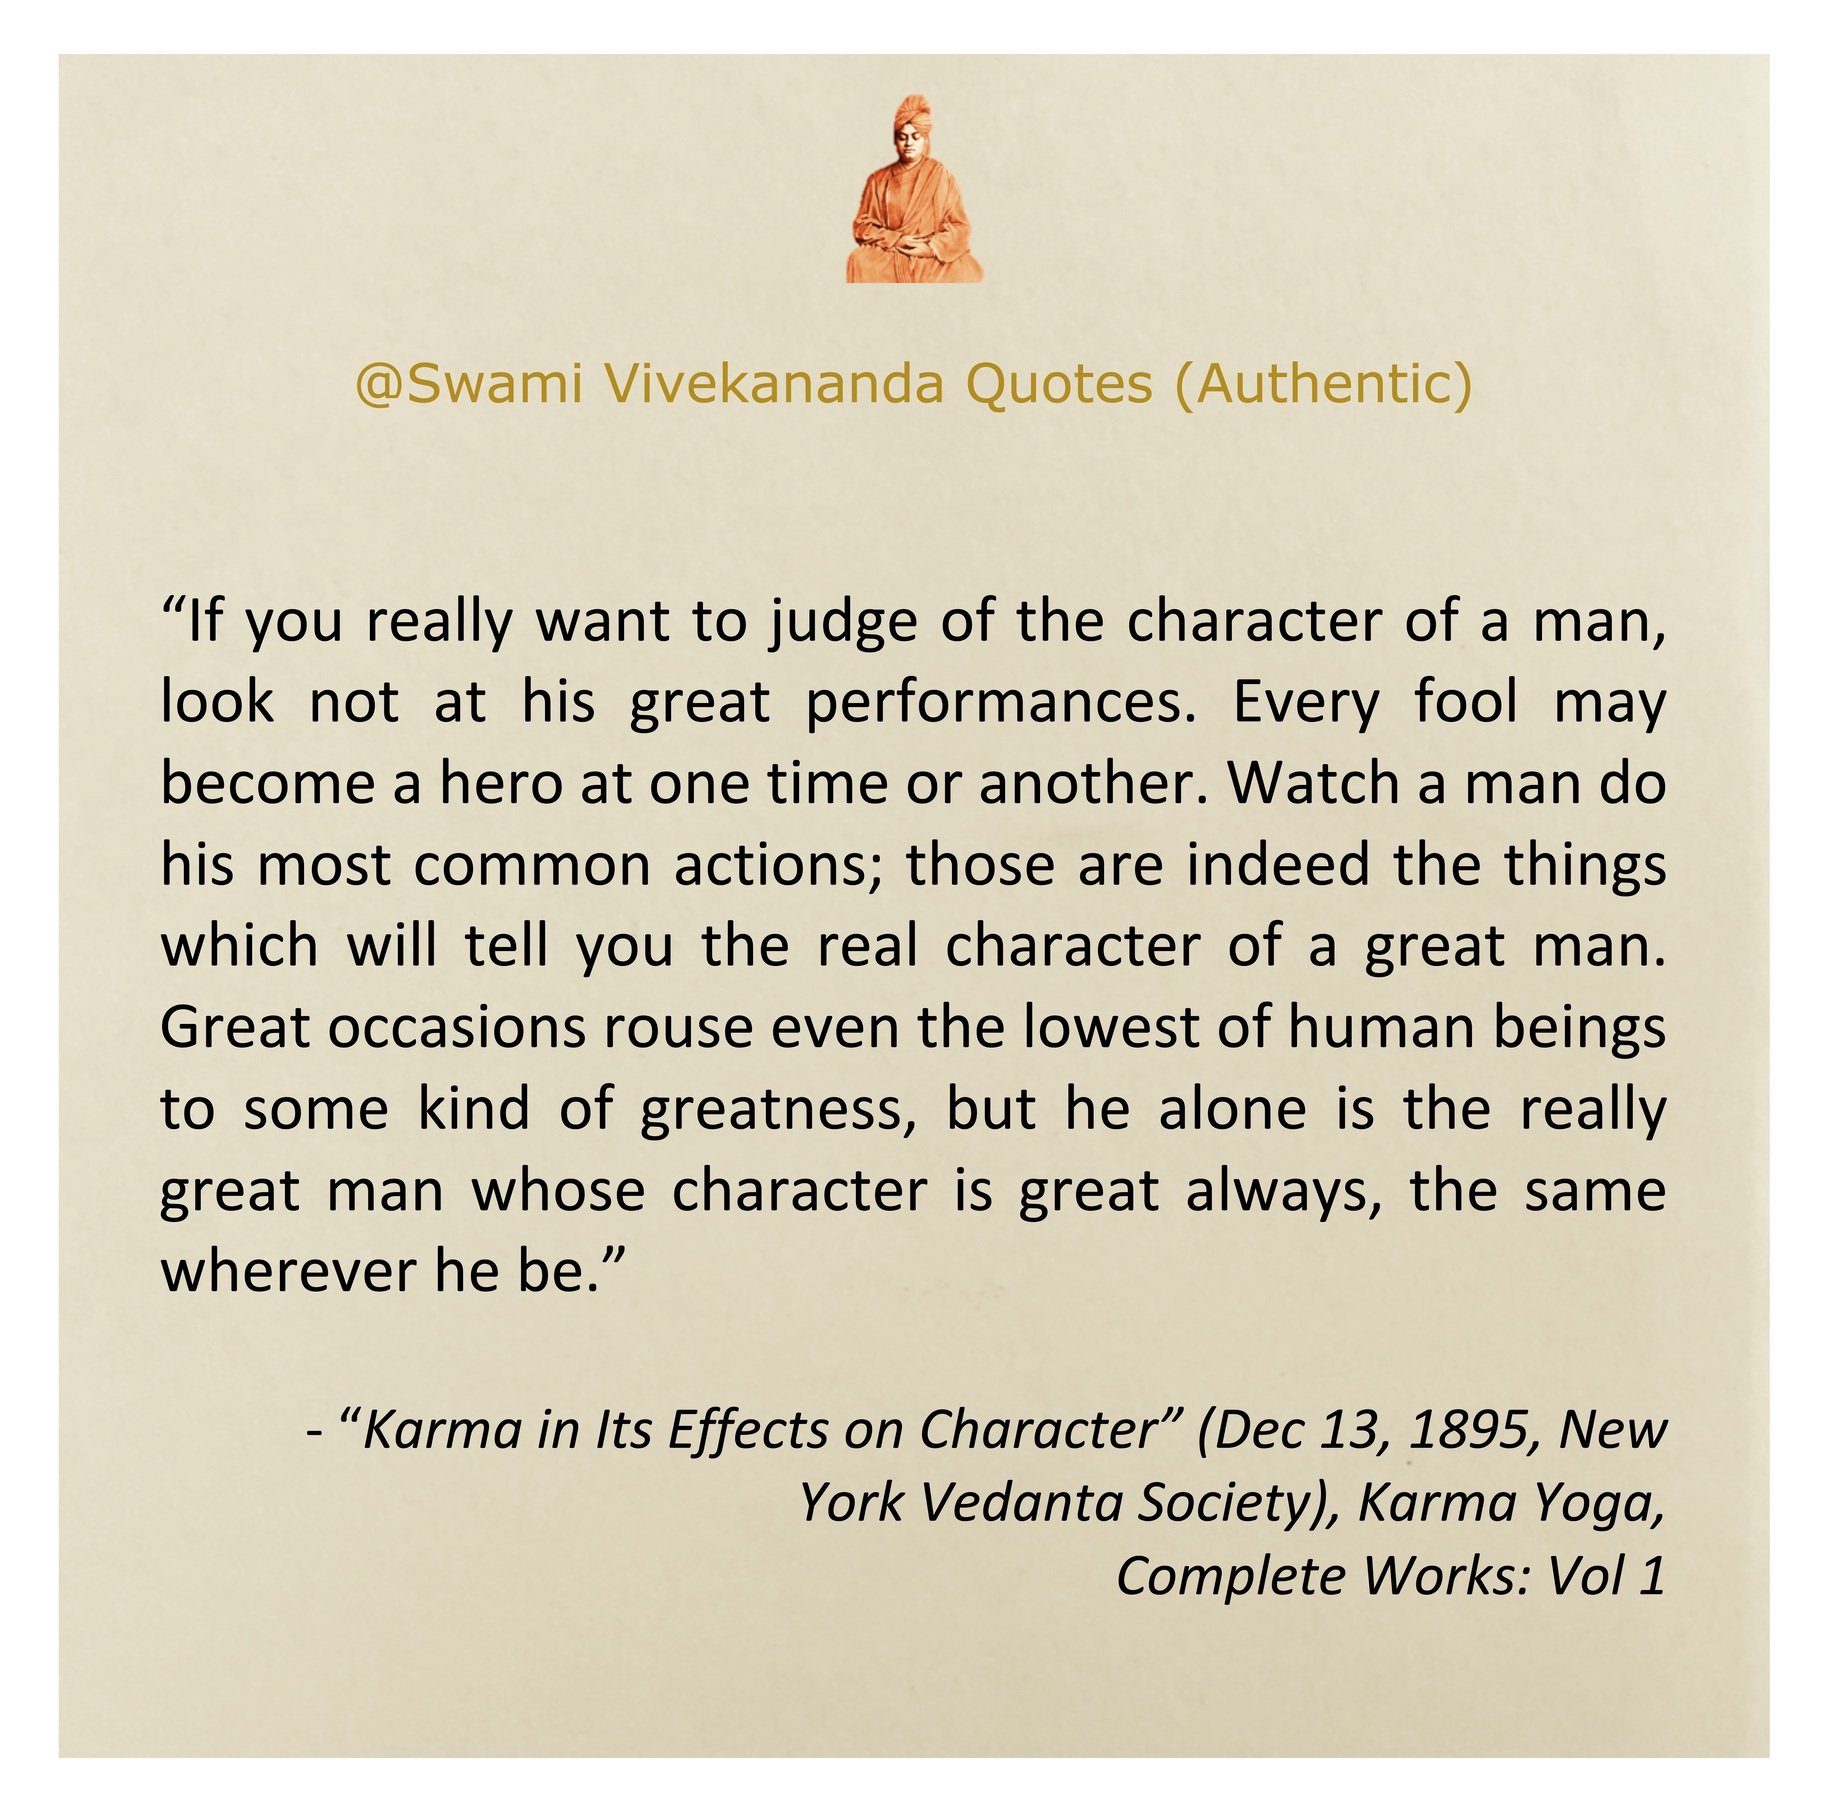 @Swami Vivekananda Quotes (Authentic)
“If you really want to judge of the character of a man,
look not at his great performances. Every fool may
become a hero at one time or another. Watch a man do
his most common actions; those are indeed the things
which will tell you the real character of a great man.
Great occasions rouse even the lowest of human beings
to some kind of greatness, but he alone is the really
great man whose character is great always, the same
wherever he be.”
- “Karma in Its Effects on Character” (Dec 13, 1895, New
York Vedanta Society), Karma Yoga,
Complete Works: Vol 1